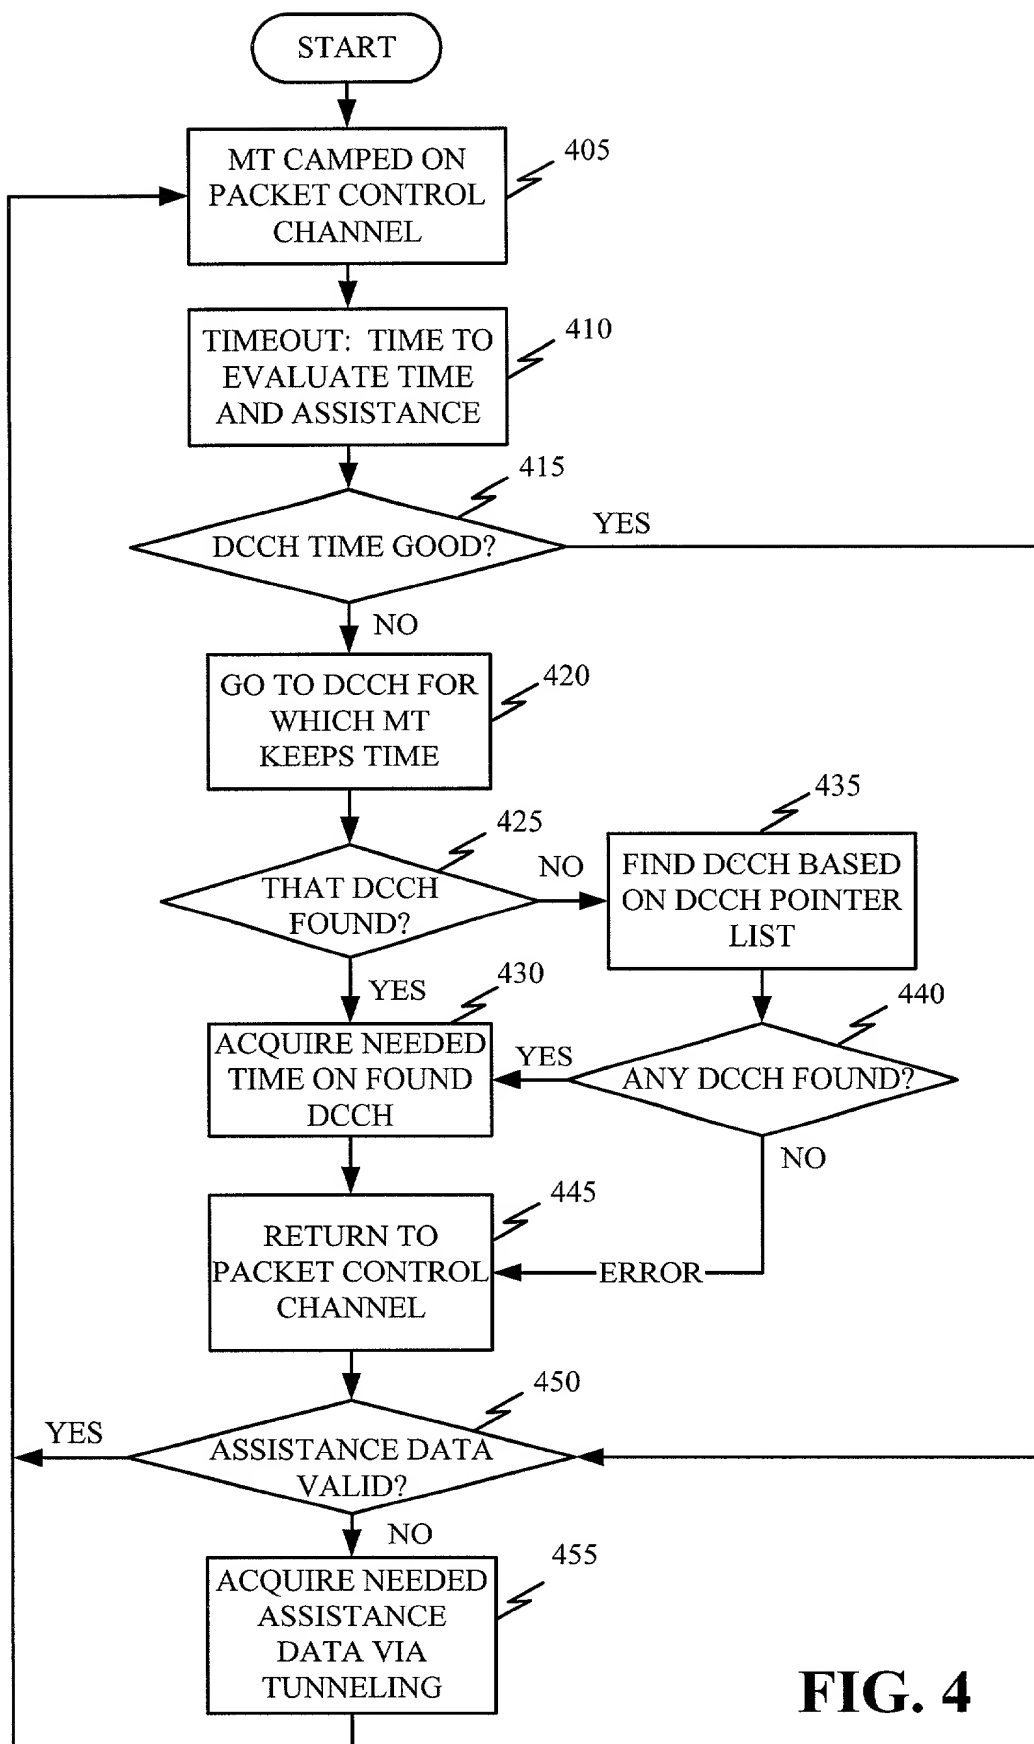 START
MT CAMPED ON
PACKET CONTROL
CHANNEL
405
TIMEOUT: TIME TO
EVALUATE TIME
AND ASSISTANCE
410
415
DCCH TIME GOOD?
YES
NO
GO TO DCCH FOR
WHICH MT
KEEPS TIME
420
425
THAT DCCH
FOUND?
NO
435
FIND DCCH BASED
ON DCCH POINTER
LIST
YES
430
ACQUIRE NEEDED
TIME ON FOUND
DCCH
YES
440
ANY DCCH FOUND?
NO
445
RETURN TO
PACKET CONTROL
CHANNEL
ERROR
450
YES
ASSISTANCE DATA
VALID?
NO
455
ACQUIRE NEEDED
ASSISTANCE
DATA VIA
TUNNELING
FIG. 4